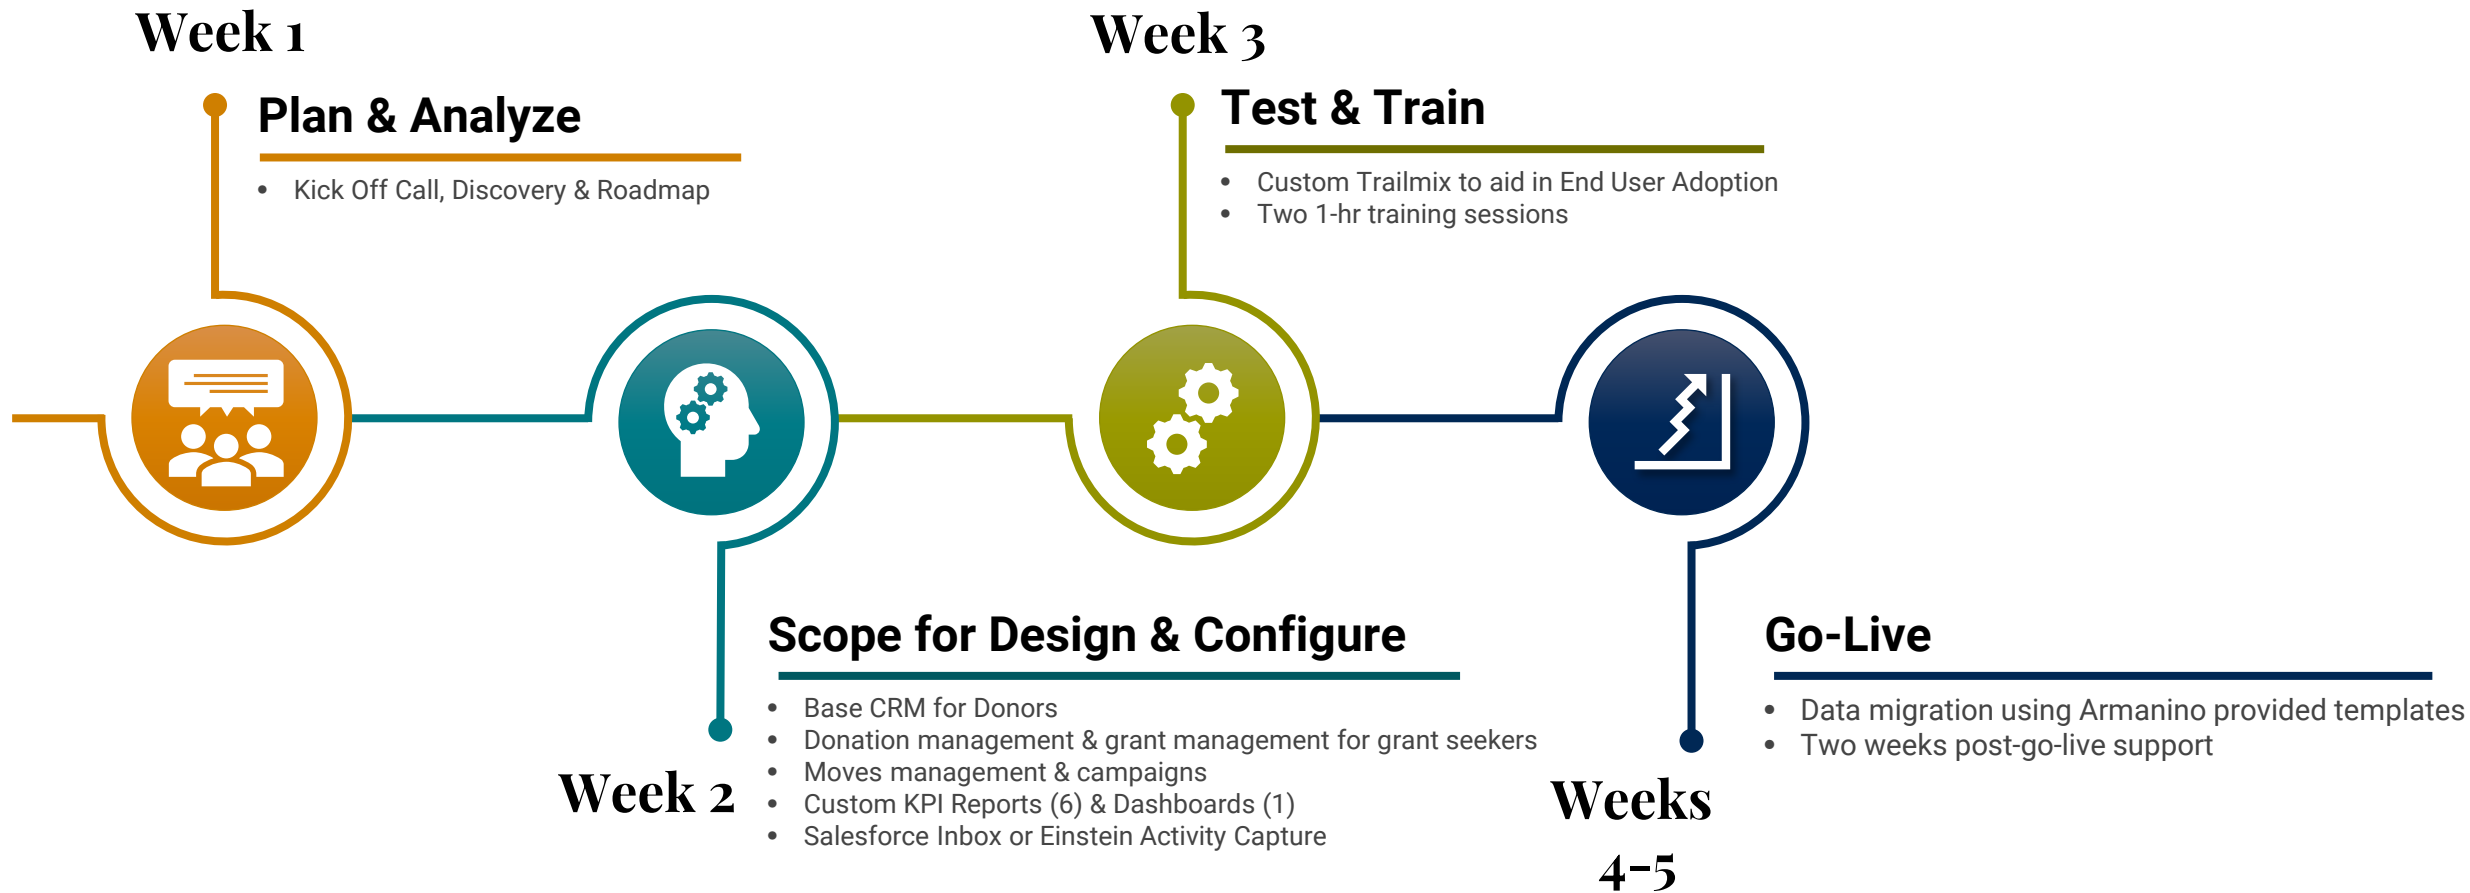 Week 1
Plan & Analyze
• Kick Off Call, Discovery & Roadmap
Week 2
Scope for Design & Configure
• Base CRM for Donors
• Donation management & grant management for grant seekers
• Moves management & campaigns
• Custom KPI Reports (6) & Dashboards (1)
• Salesforce Inbox or Einstein Activity Capture
Week 3
Test & Train
• Custom Trailmix to aid in End User Adoption
• Two 1-hr training sessions
Weeks
4-5
Go-Live
• Data migration using Armanino provided templates
• Two weeks post-go-live support